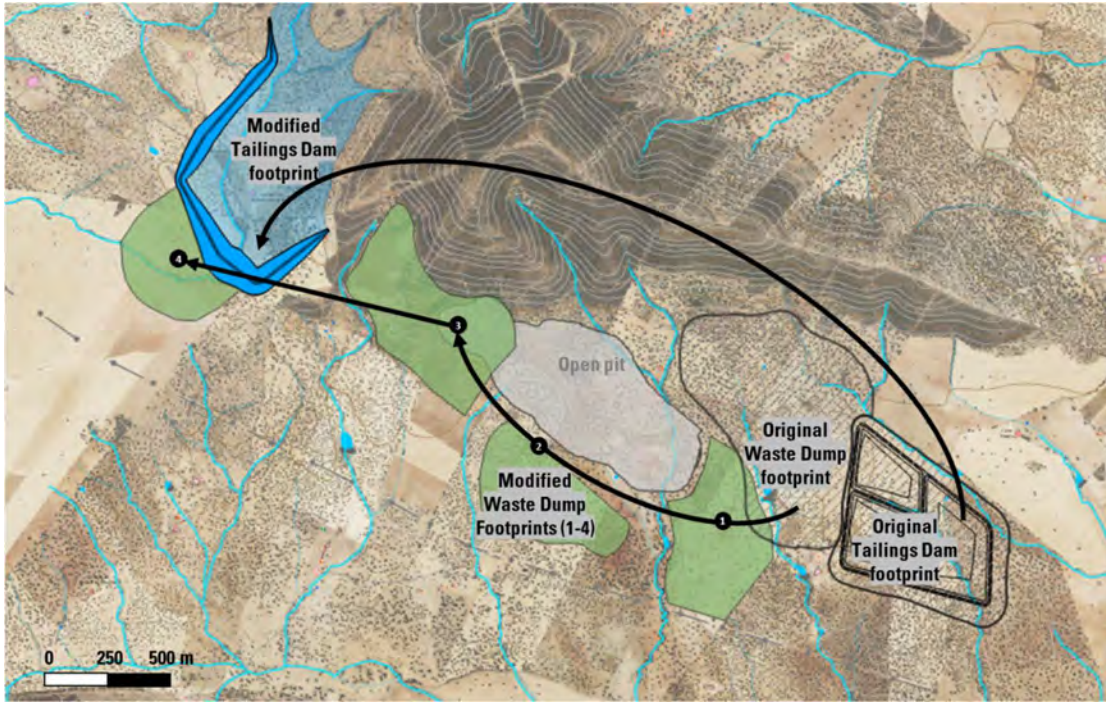 Modified
Tailings Dam
footprint
4
3
Open pit
2
Original
Waste Dump
footprint
Modified
Waste Dump
Footprints (1-4)
1
Original
Tailings Dam
footprint
0 250 500 m